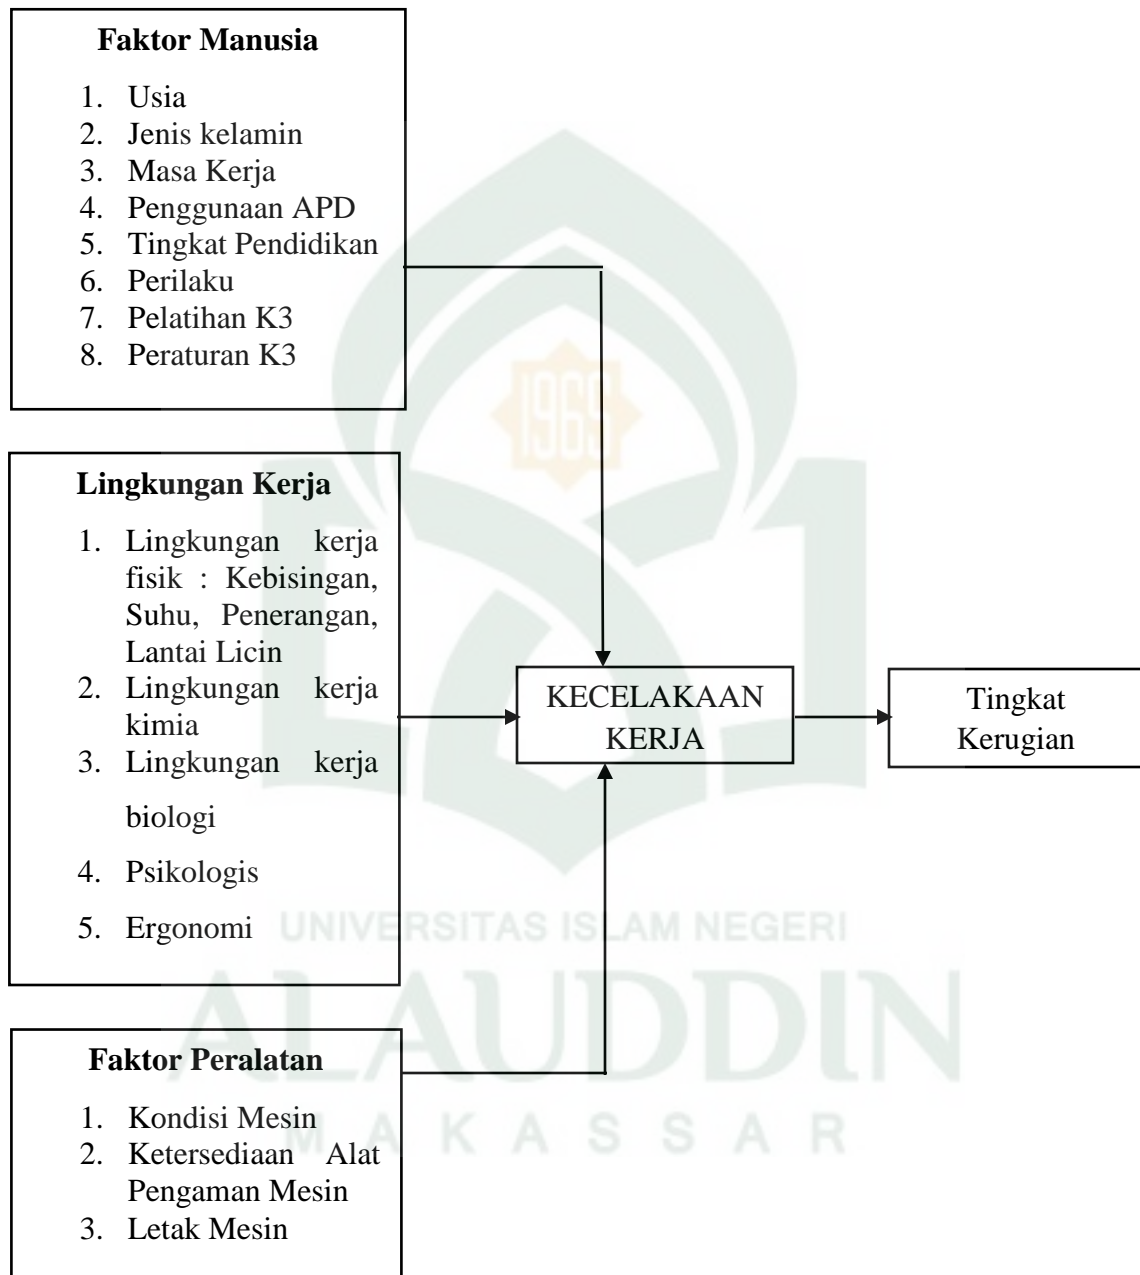 Faktor Manusia
1. Usia
2. Jenis kelamin
3. Masa Kerja
4. Penggunaan APD
5. Tingkat Pendidikan
6. Perilaku
7. Pelatihan K3
8. Peraturan K3
Lingkungan Kerja
1. Lingkungan kerja
fisik : Kebisingan,
Suhu, Penerangan,
Lantai Licin
2. Lingkungan kerja
kimia
3. Lingkungan kerja
biologi
4. Psikologis
5. Ergonomi
Faktor Peralatan
1. Kondisi Mesin
2. Ketersediaan Alat
Pengaman Mesin
3. Letak Mesin
KECELAKAAN
KERJA
Tingkat
Kerugian
1965
UNIVERSITAS ISLAM NEGERI
ALAUDDIN
MAKASSAR